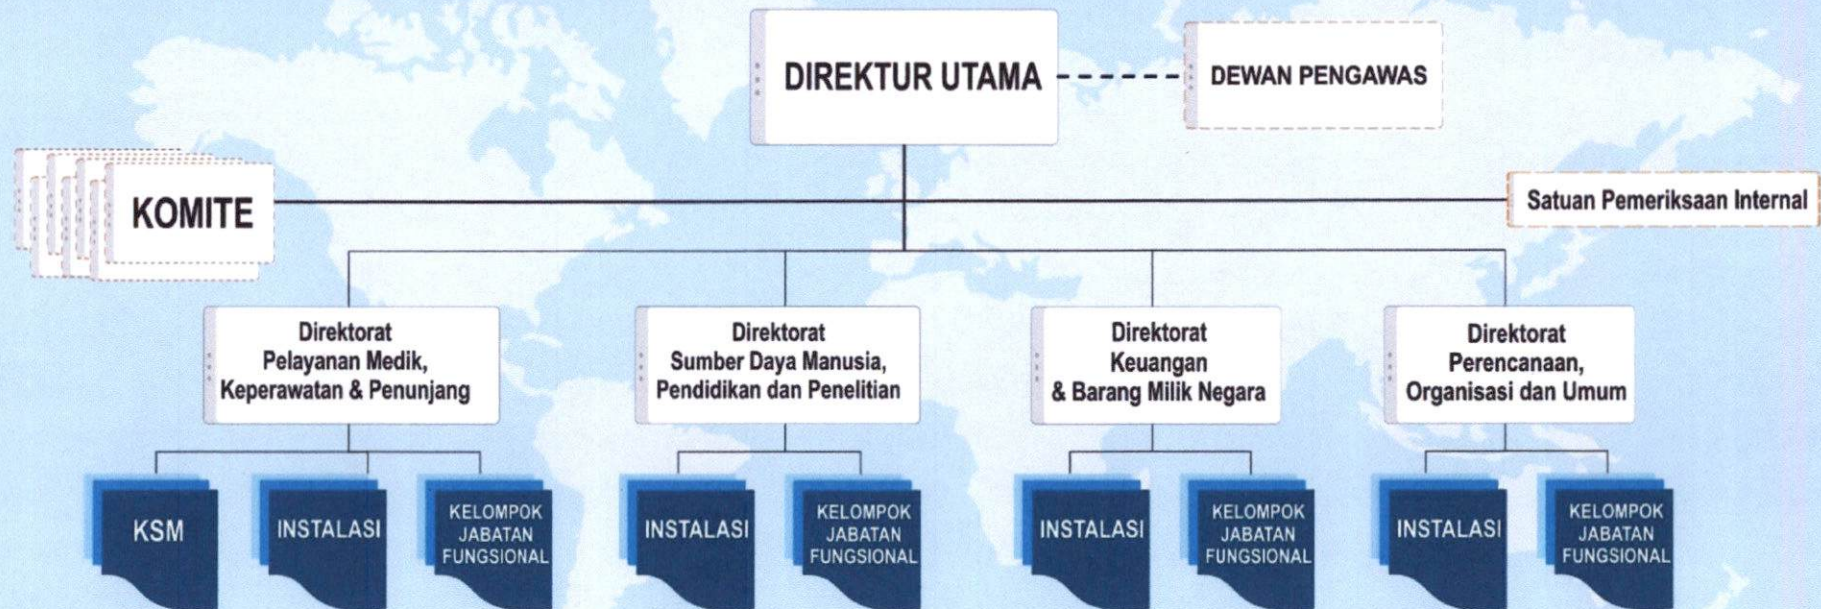 DIREKTUR UTAMA
DEWAN PENGAWAS
KOMITE
Satuan Pemeriksaan Internal
Direktorat
Pelayanan Medik,
Keperawatan & Penunjang
Direktorat
Sumber Daya Manusia,
Pendidikan dan Penelitian
Direktorat
Keuangan
& Barang Milik Negara
Direktorat
Perencanaan,
Organisasi dan Umum
KSM
INSTALASI
KELOMPOK
JABATAN
FUNGSIONAL
INSTALASI
KELOMPOK
JABATAN
FUNGSIONAL
INSTALASI
KELOMPOK
JABATAN
FUNGSIONAL
INSTALASI
KELOMPOK
JABATAN
FUNGSIONAL